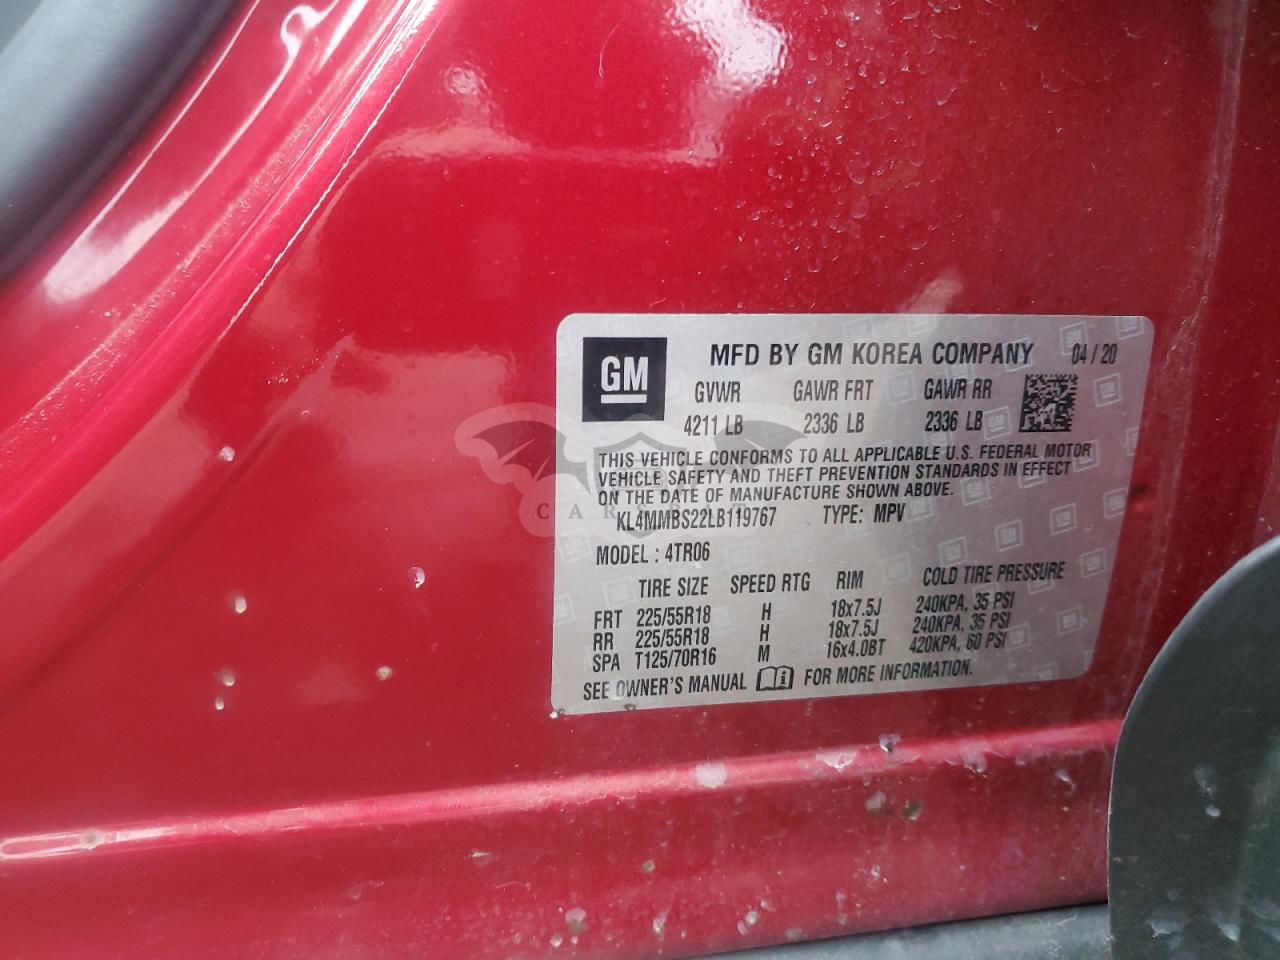 GM
MFD BY GM KOREA COMPANY 04/20
GVWR GAWR FRT GAWR RR
4211 LB 2336 LB 2336 LB
THIS VEHICLE CONFORMS TO ALL APPLICABLE U.S. FEDERAL MOTOR
VEHICLE SAFETY AND THEFT PREVENTION STANDARDS IN EFFECT
ON THE DATE OF MANUFACTURE SHOWN ABOVE.
KL4MMBS22LB119767 TYPE: MPV
MODEL : 4TR06
TIRE SIZE SPEED RTG RIM COLD TIRE PRESSURE
FRT 225/55R18 H 18x7.5J 240KPA, 35 PSI
RR 225/55R18 H 18x7.5J 240KPA, 35 PSI
SPA T125/70R16 M 16x4.0BT 420KPA, 60 PSI
SEE OWNER'S MANUAL FOR MORE INFORMATION.